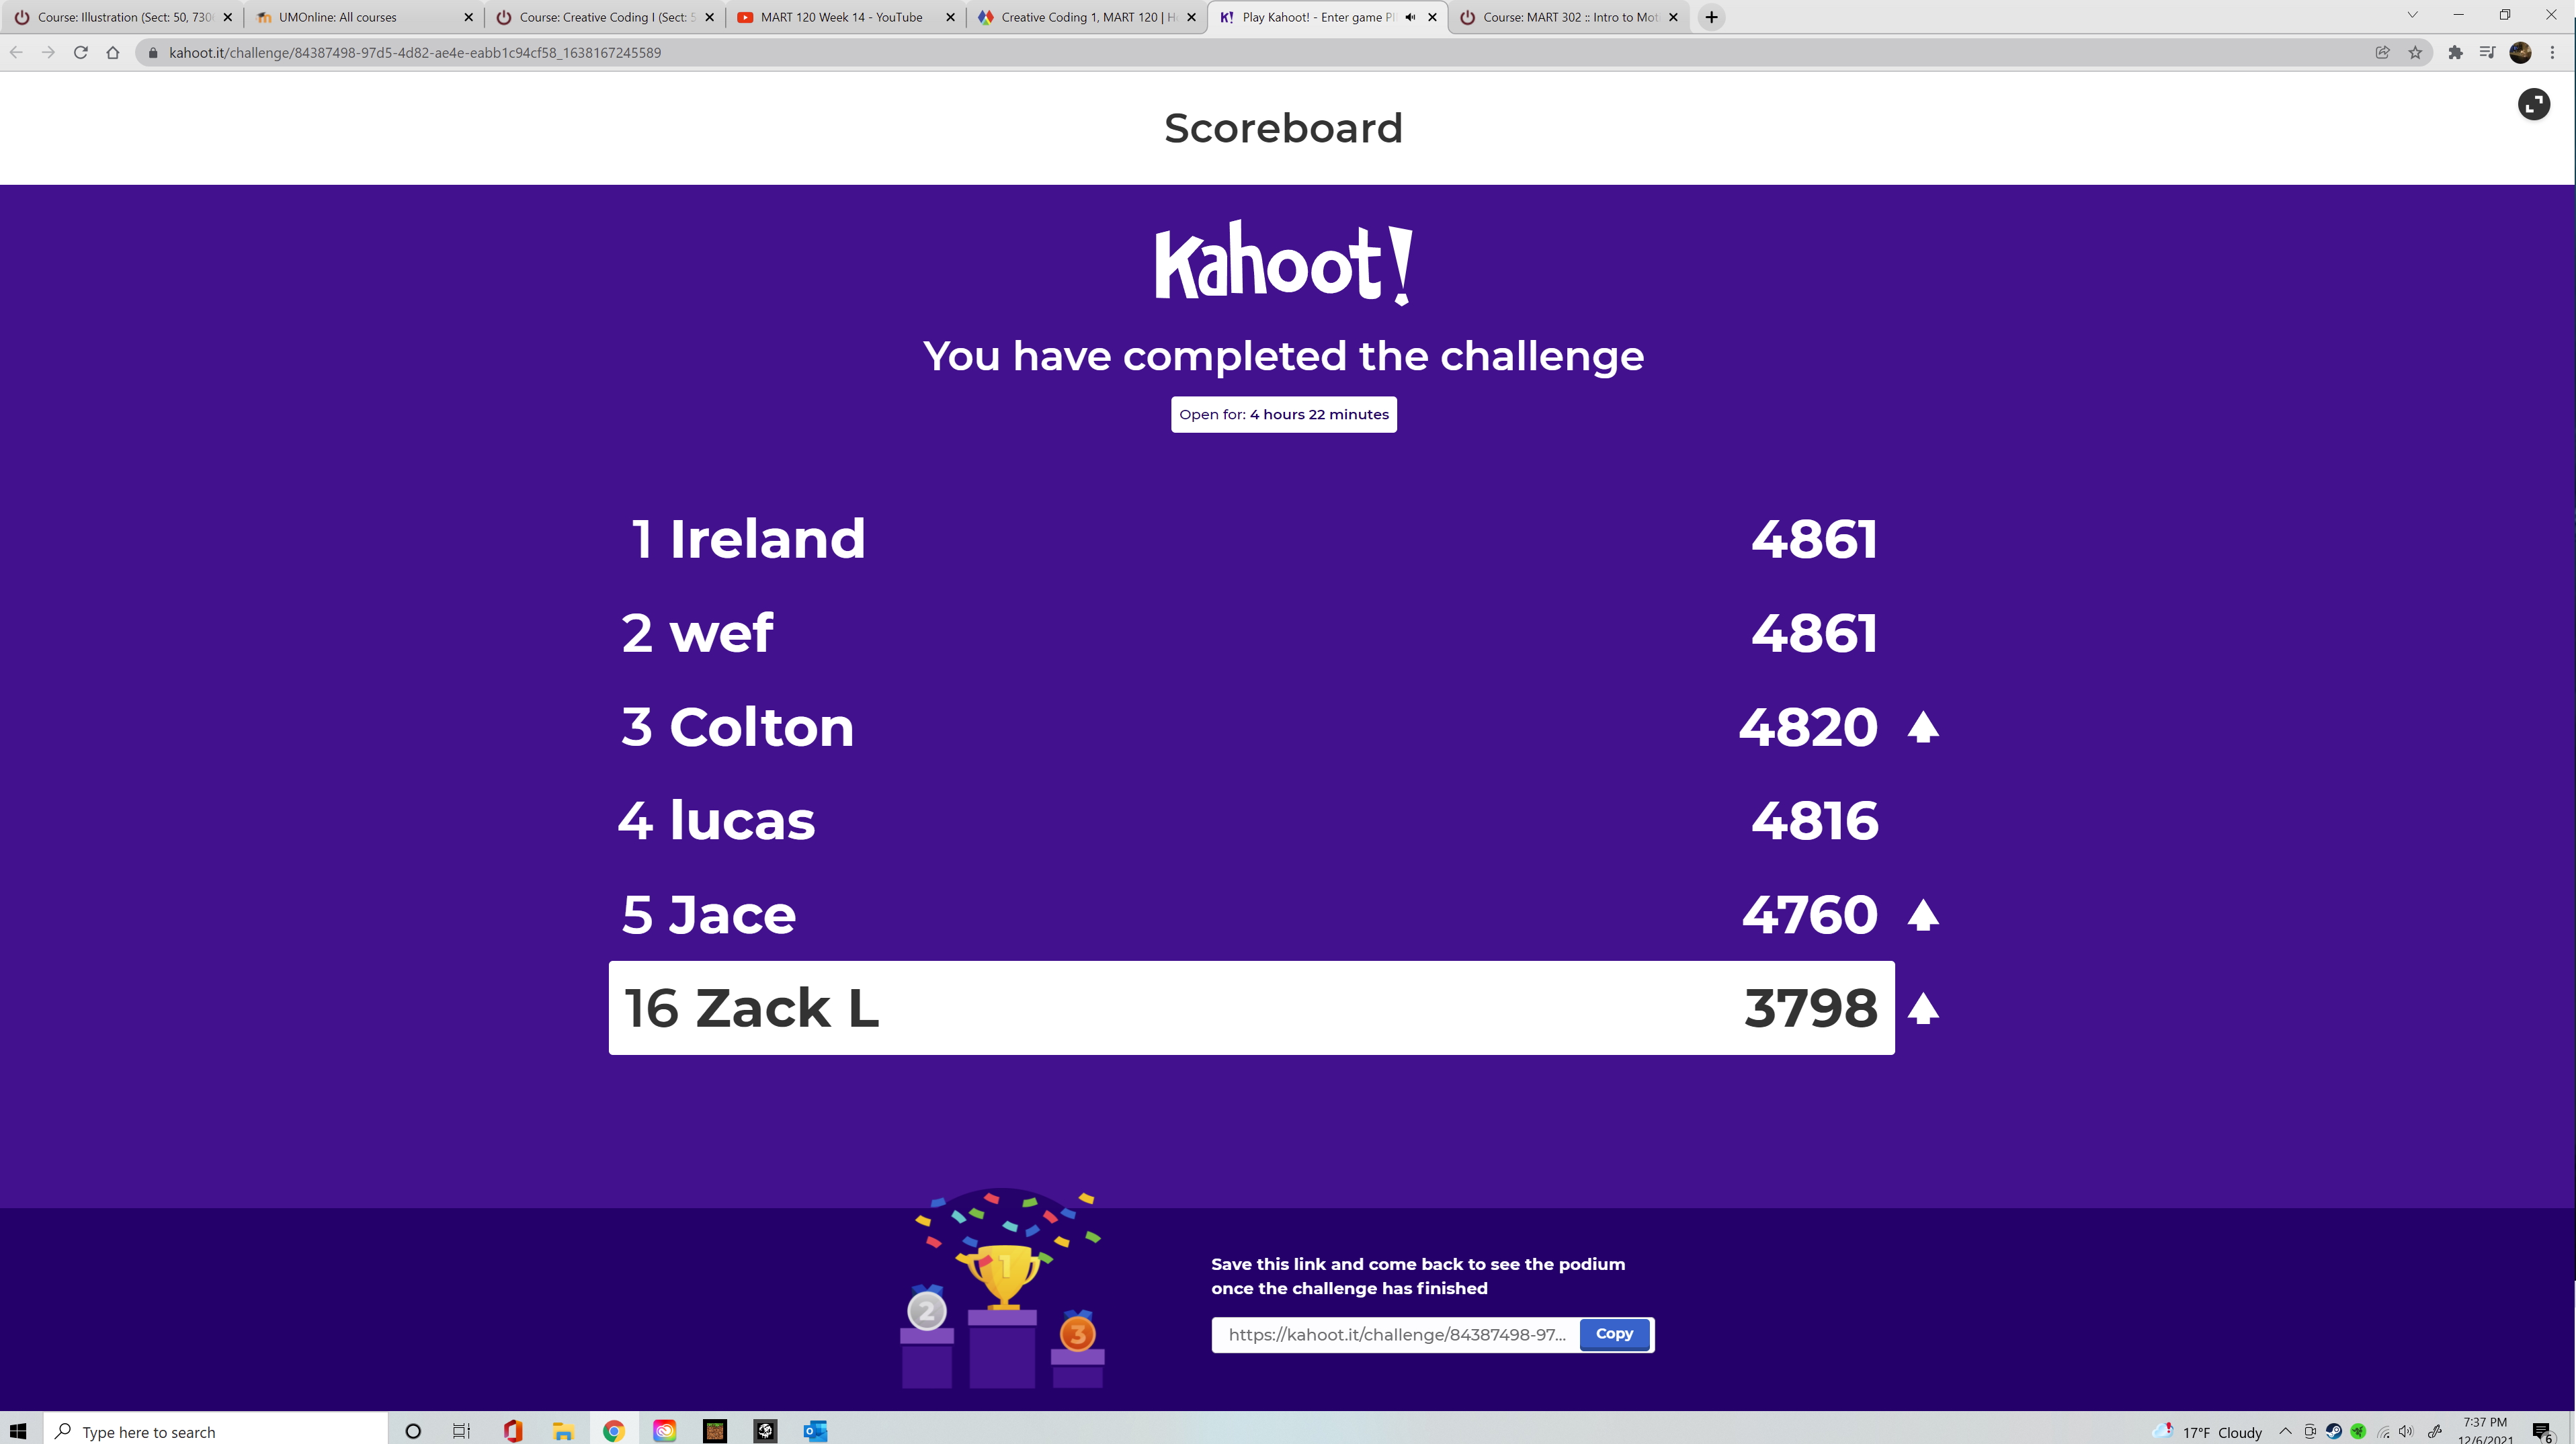 Course: Illustration (Sect: 50, 730
UMOnline: All courses
Course: Creative Coding I (Sect: 5
MART 120 Week 14 - YouTube
Creative Coding 1, MART 120 | H
K! Play Kahoot! - Enter game PI
Course: MART 302 :: Intro to Mot
kahoot.it/challenge/84387498-97d5-4d82-ae4e-eabb1c94cf58_1638167245589
Scoreboard
Kahoot!
You have completed the challenge
Open for: 4 hours 22 minutes
1 Ireland 4861
2 wef 4861
3 Colton 4820
4 lucas 4816
5 Jace 4760
16 Zack L 3798
1
2
3
Save this link and come back to see the podium
once the challenge has finished
https://kahoot.it/challenge/84387498-97... Copy
Type here to search
17°F Cloudy
7:37 PM
12/6/2021
6